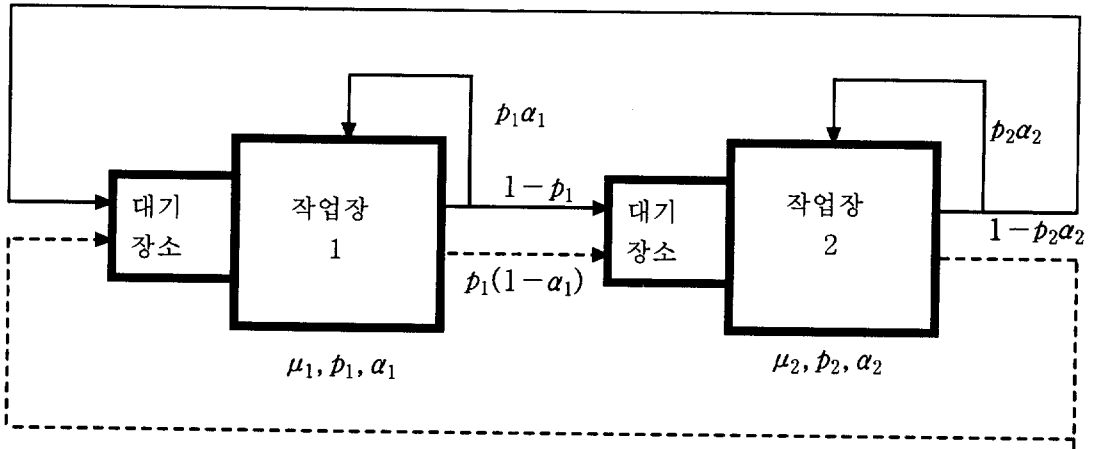 p₁α₁
p₂α₂
대기
장소
작업장
1
1−p₁
p₁(1−α₁)
대기
장소
작업장
2
1−p₂α₂
μ₁, p₁, α₁
μ₂, p₂, α₂